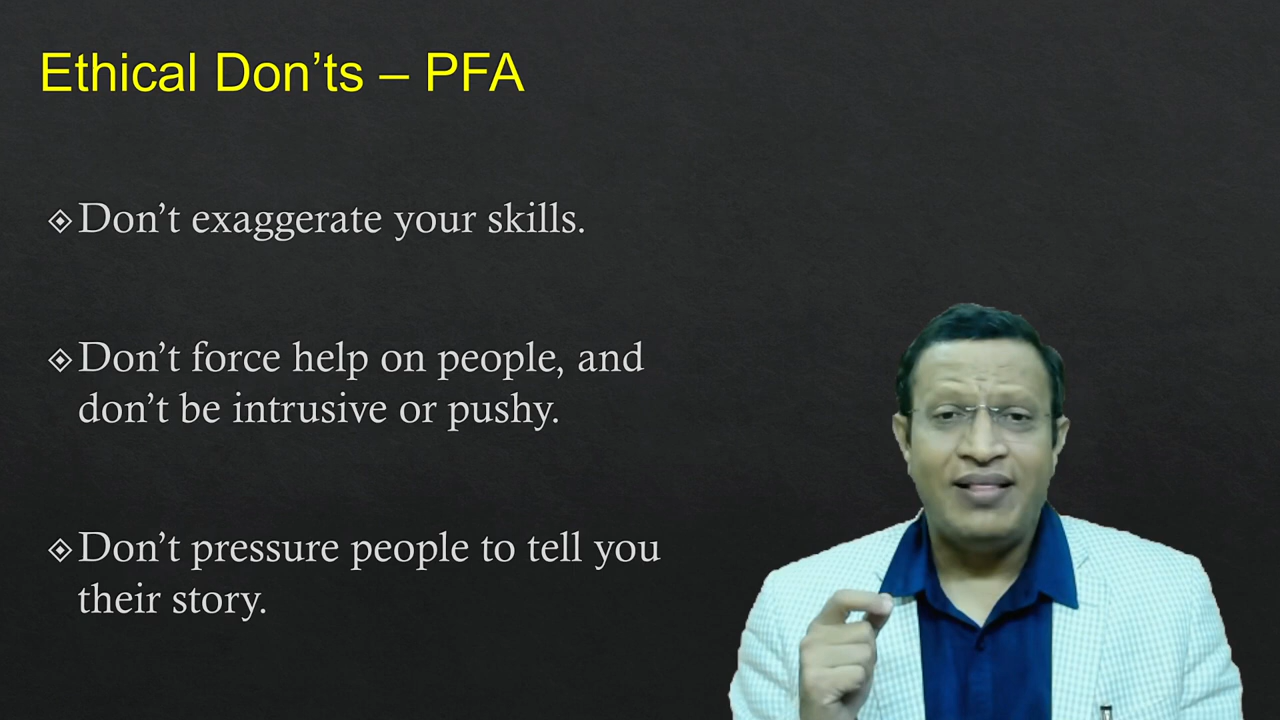 Ethical Don’ts – PFA
Don’t exaggerate your skills.
Don’t force help on people, and
don’t be intrusive or pushy.
Don’t pressure people to tell you
their story.